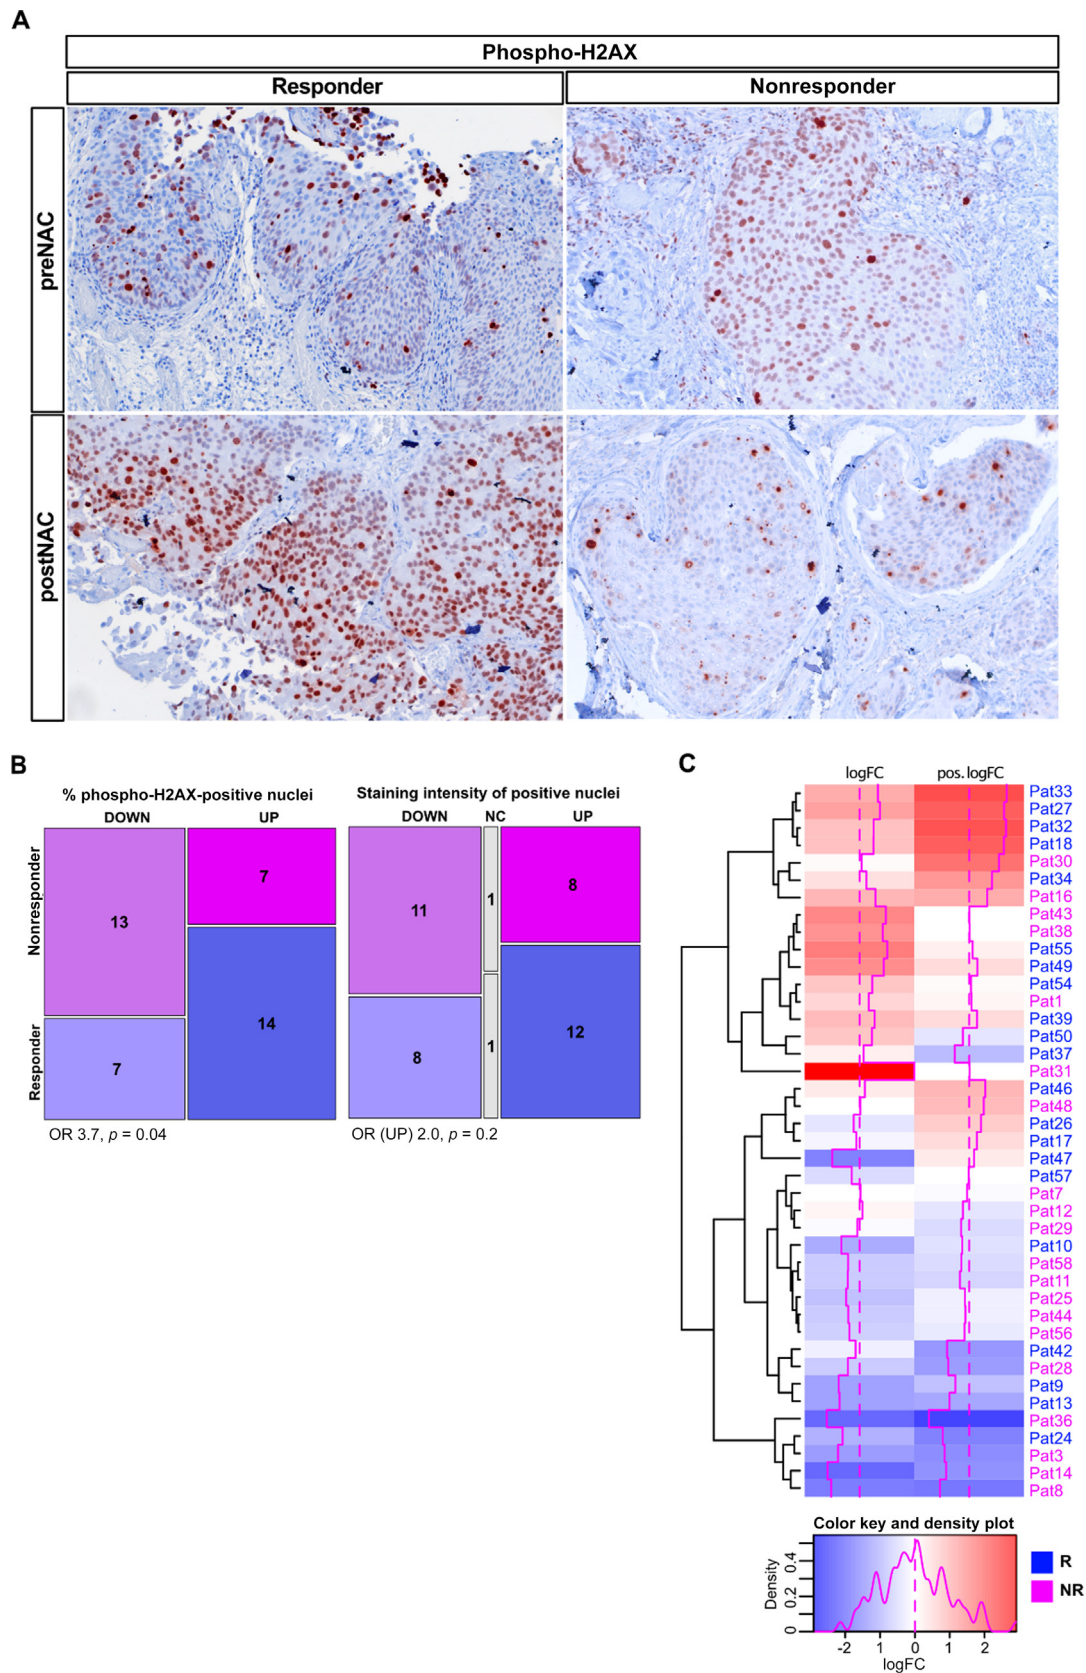 A
Phospho-H2AX
Responder
Nonresponder
preNAC
postNAC
B
% phospho-H2AX-positive nuclei
DOWN
UP
Nonresponder
Responder
13
7
7
14
OR 3.7, p = 0.04
Staining intensity of positive nuclei
DOWN
NC
UP
11
1
8
8
1
12
OR (UP) 2.0, p = 0.2
C
logFC
pos. logFC
Pat33
Pat27
Pat32
Pat18
Pat30
Pat34
Pat16
Pat43
Pat38
Pat55
Pat49
Pat54
Pat1
Pat39
Pat50
Pat37
Pat31
Pat46
Pat48
Pat26
Pat17
Pat47
Pat57
Pat7
Pat12
Pat29
Pat10
Pat58
Pat11
Pat25
Pat44
Pat56
Pat42
Pat28
Pat9
Pat13
Pat36
Pat24
Pat3
Pat14
Pat8
Color key and density plot
Density
0 0.2 0.4
-2 1 0 1 2
logFC
R
NR